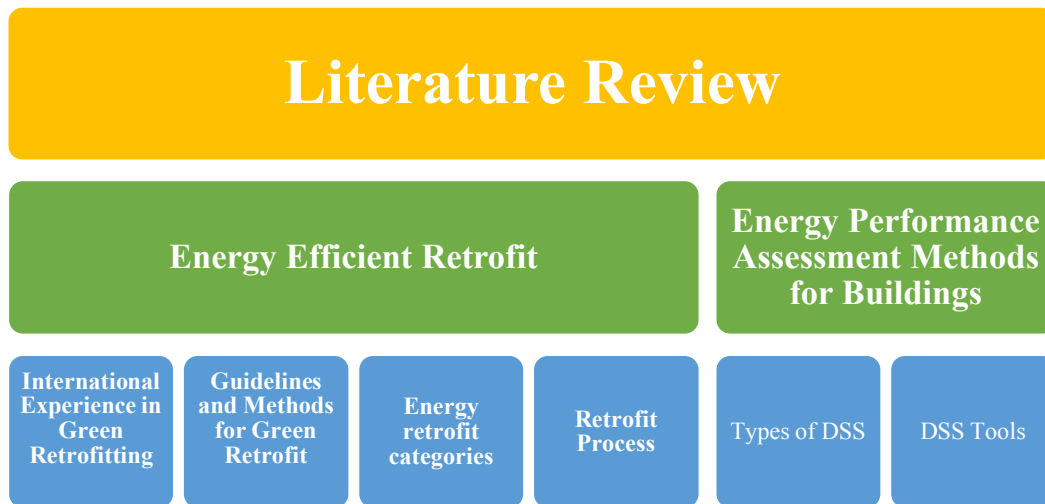 Literature Review
Energy Efficient Retrofit
Energy Performance
Assessment Methods
for Buildings
International
Experience in
Green
Retrofitting
Guidelines
and Methods
for Green
Retrofit
Energy
retrofit
categories
Retrofit
Process
Types of DSS
DSS Tools